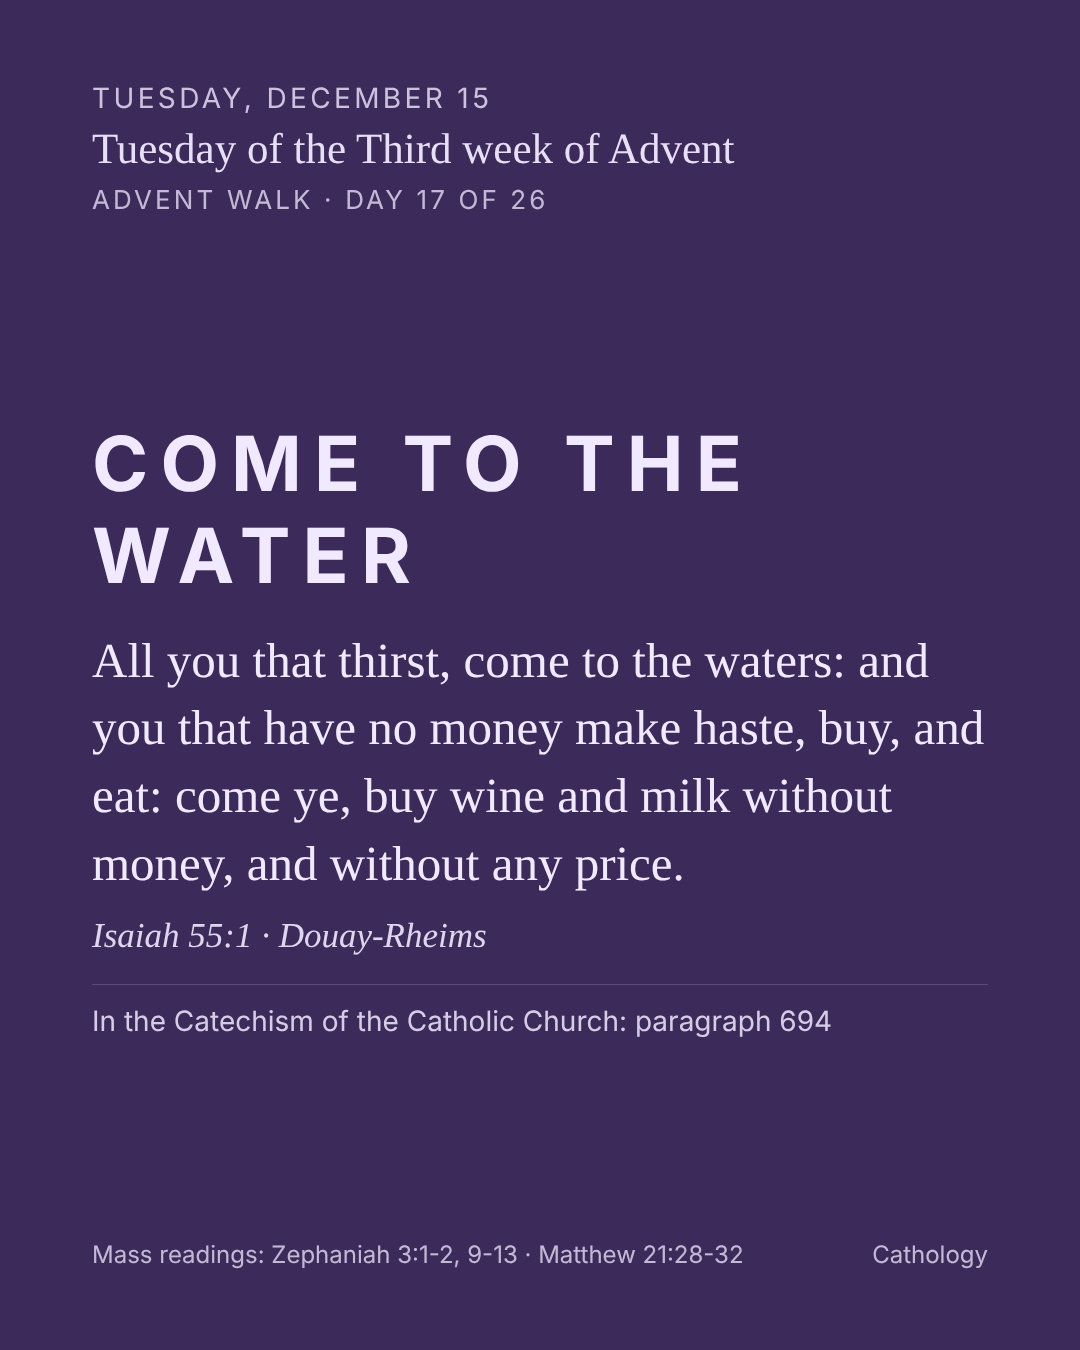 TUESDAY, DECEMBER 15
Tuesday of the Third week of Advent
ADVENT WALK · DAY 17 OF 26
COME TO THE
WATER
All you that thirst, come to the waters: and
you that have no money make haste, buy, and
eat: come ye, buy wine and milk without
money, and without any price.
Isaiah 55:1 · Douay-Rheims
In the Catechism of the Catholic Church: paragraph 694
Mass readings: Zephaniah 3:1-2, 9-13 · Matthew 21:28-32 Cathology